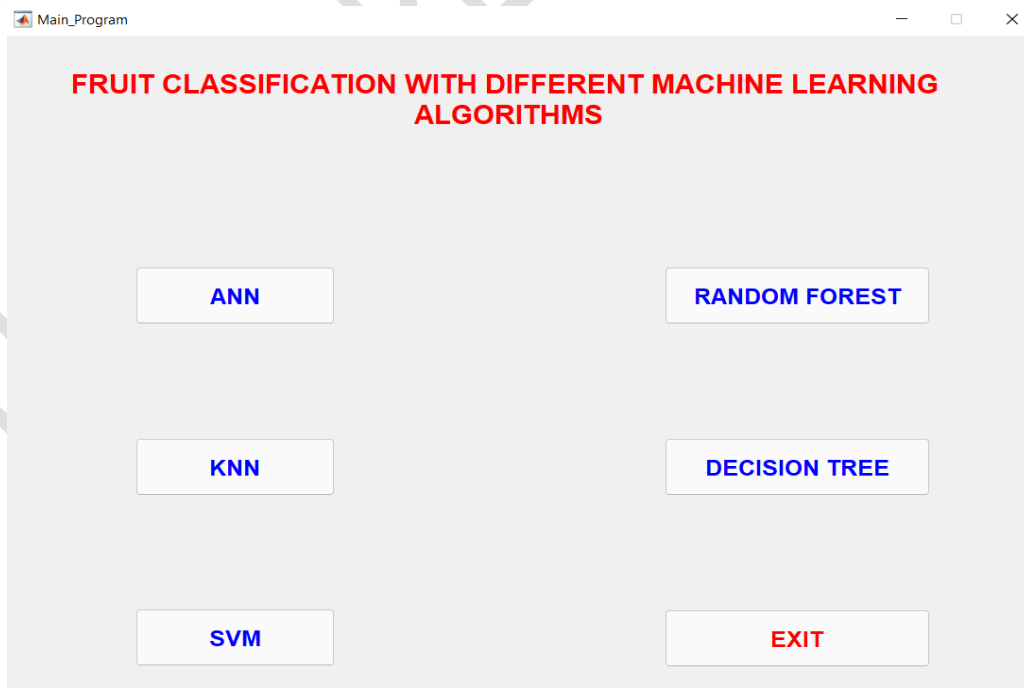 Main_Program
FRUIT CLASSIFICATION WITH DIFFERENT MACHINE LEARNING
ALGORITHMS
ANN
RANDOM FOREST
KNN
DECISION TREE
SVM
EXIT